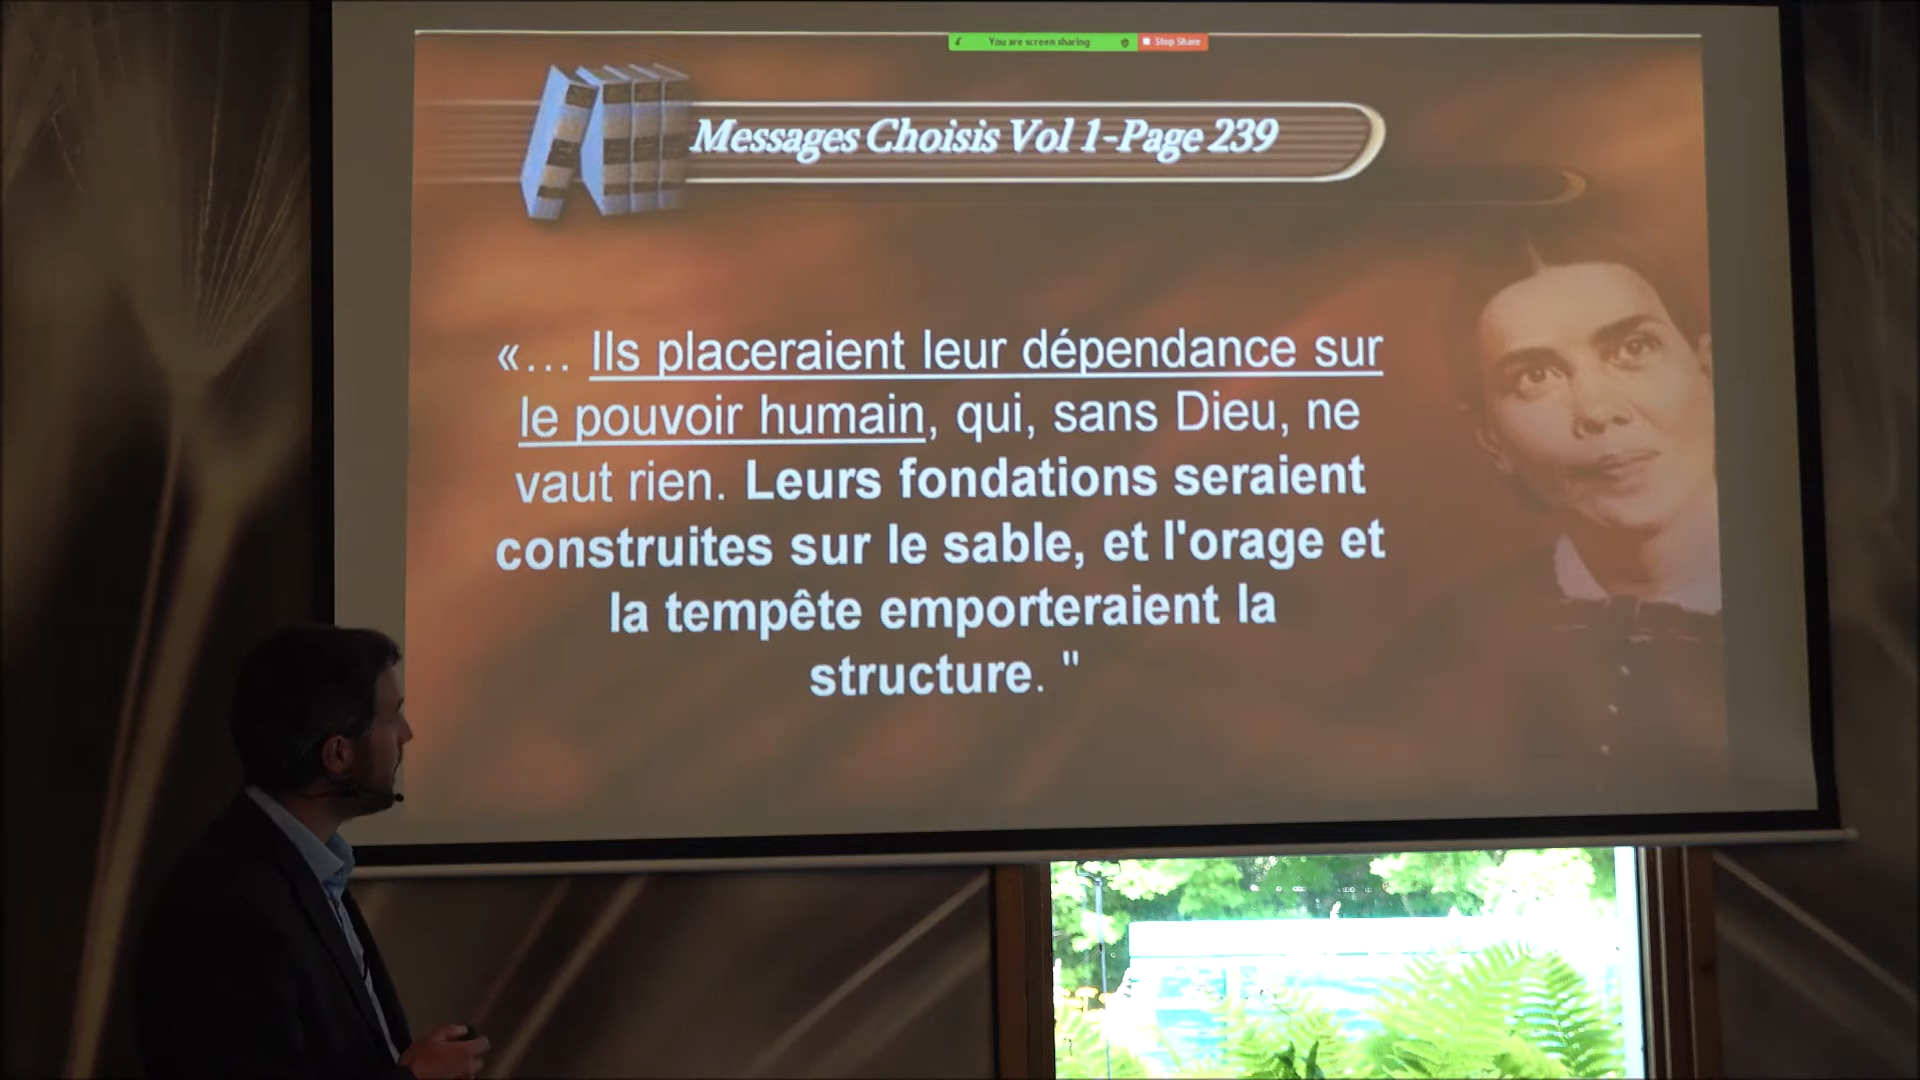 You are screen sharing
Stop Share
Messages Choisis Vol 1-Page 239
«… Ils placeraient leur dépendance sur
le pouvoir humain, qui, sans Dieu, ne
vaut rien. Leurs fondations seraient
construites sur le sable, et l'orage et
la tempête emporteraient la
structure. "